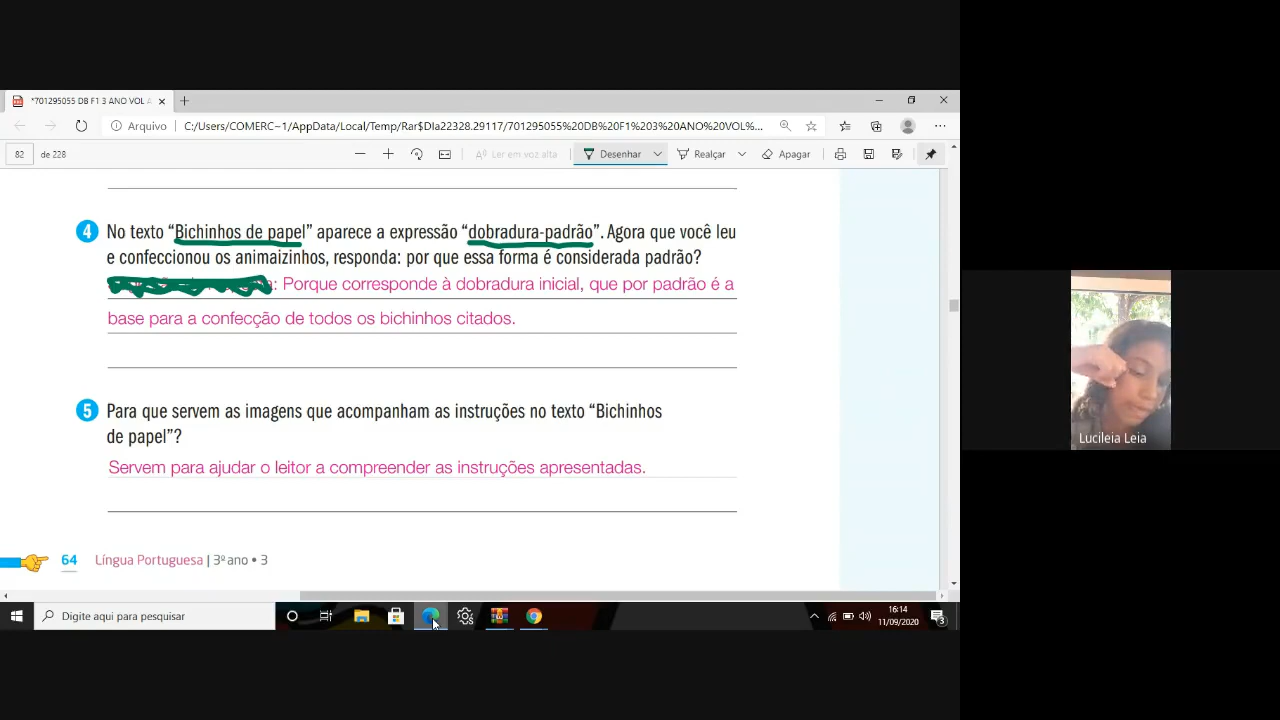 *701295055 DB F1 3 ANO VOL A
Arquivo
C:/Users/COMERC~1/AppData/Local/Temp/Rar$DIa22328.29117/701295055%20DB%20F1%203%20ANO%20VOL%...
82
de 228
Ler em voz alta
Desenhar
Realçar
Apagar
4 No texto “Bichinhos de papel” aparece a expressão “dobradura-padrão”. Agora que você leu
e confeccionou os animaizinhos, responda: por que essa forma é considerada padrão?
: Porque corresponde à dobradura inicial, que por padrão é a
base para a confecção de todos os bichinhos citados.
5 Para que servem as imagens que acompanham as instruções no texto “Bichinhos
de papel”?
Servem para ajudar o leitor a compreender as instruções apresentadas.
64 Língua Portuguesa | 3º ano • 3
Digite aqui para pesquisar
16:14
11/09/2020
3
Lucileia Leia